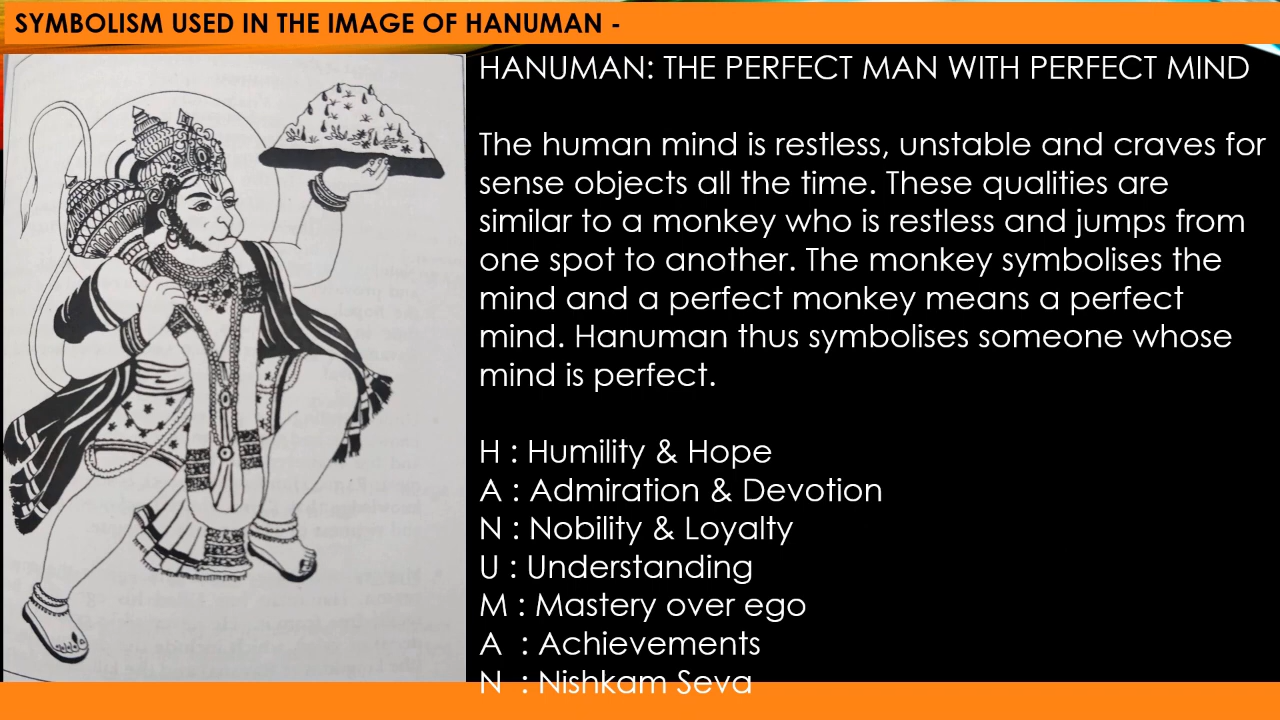 SYMBOLISM USED IN THE IMAGE OF HANUMAN -
HANUMAN: THE PERFECT MAN WITH PERFECT MIND
The human mind is restless, unstable and craves for
sense objects all the time. These qualities are
similar to a monkey who is restless and jumps from
one spot to another. The monkey symbolises the
mind and a perfect monkey means a perfect
mind. Hanuman thus symbolises someone whose
mind is perfect.
H : Humility & Hope
A : Admiration & Devotion
N : Nobility & Loyalty
U : Understanding
M : Mastery over ego
A : Achievements
N : Nishkam Seva